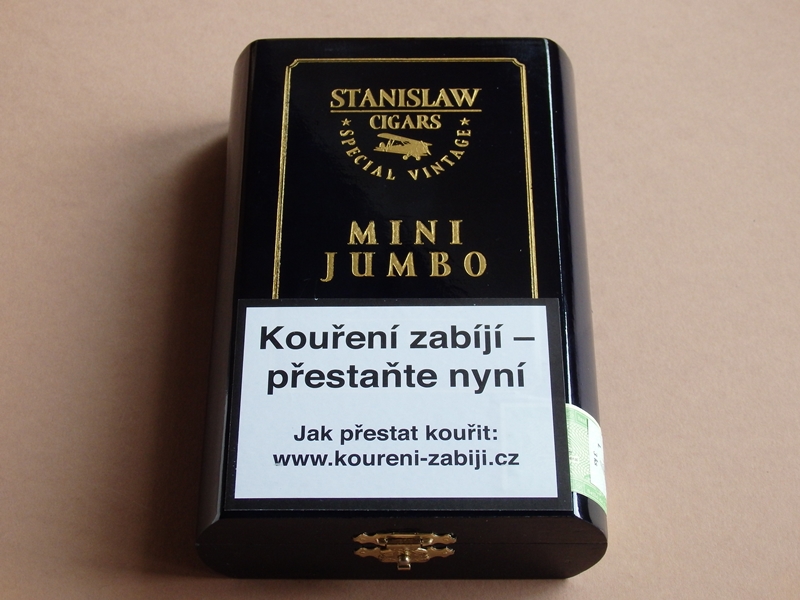 STANISLAW
CIGARS
★ SPECIAL VINTAGE ★
MINI
JUMBO
Kouření zabíjí –
přestaňte nyní
Jak přestat kouřit:
www.koureni-zabiji.cz